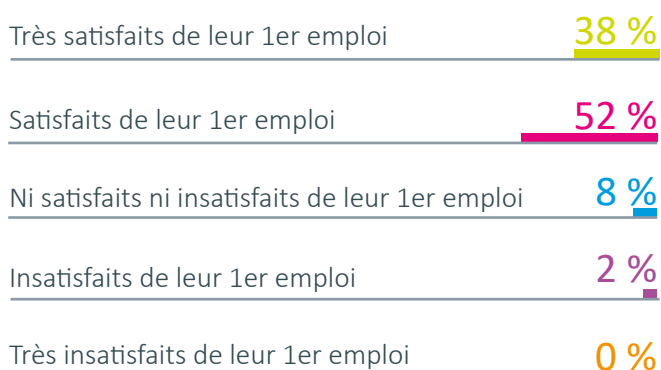 Très satisfaits de leur 1er emploi 38 %
Satisfaits de leur 1er emploi 52 %
Ni satisfaits ni insatisfaits de leur 1er emploi 8 %
Insatisfaits de leur 1er emploi 2 %
Très insatisfaits de leur 1er emploi 0 %